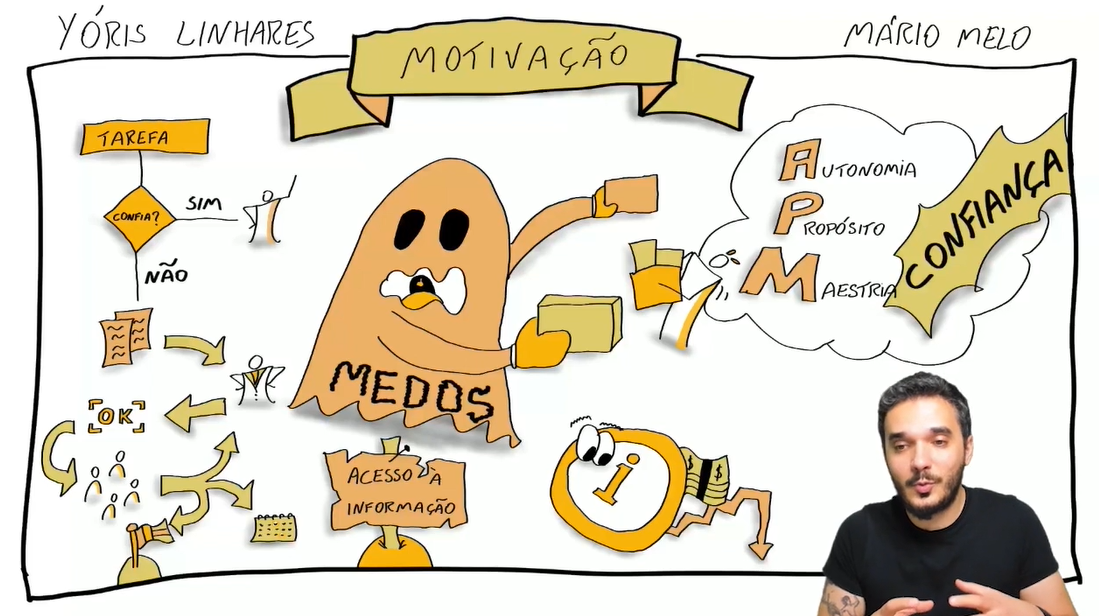 YÓRIS LINHARES
MOTIVAÇÃO
MÁRIO MELO
TAREFA
CONFIA?
SIM
NÃO
OK
MEDOS
ACESSO À
INFORMAÇÃO
i
$ $
AUTONOMIA
PROPÓSITO
MAESTRIA
CONFIANÇA